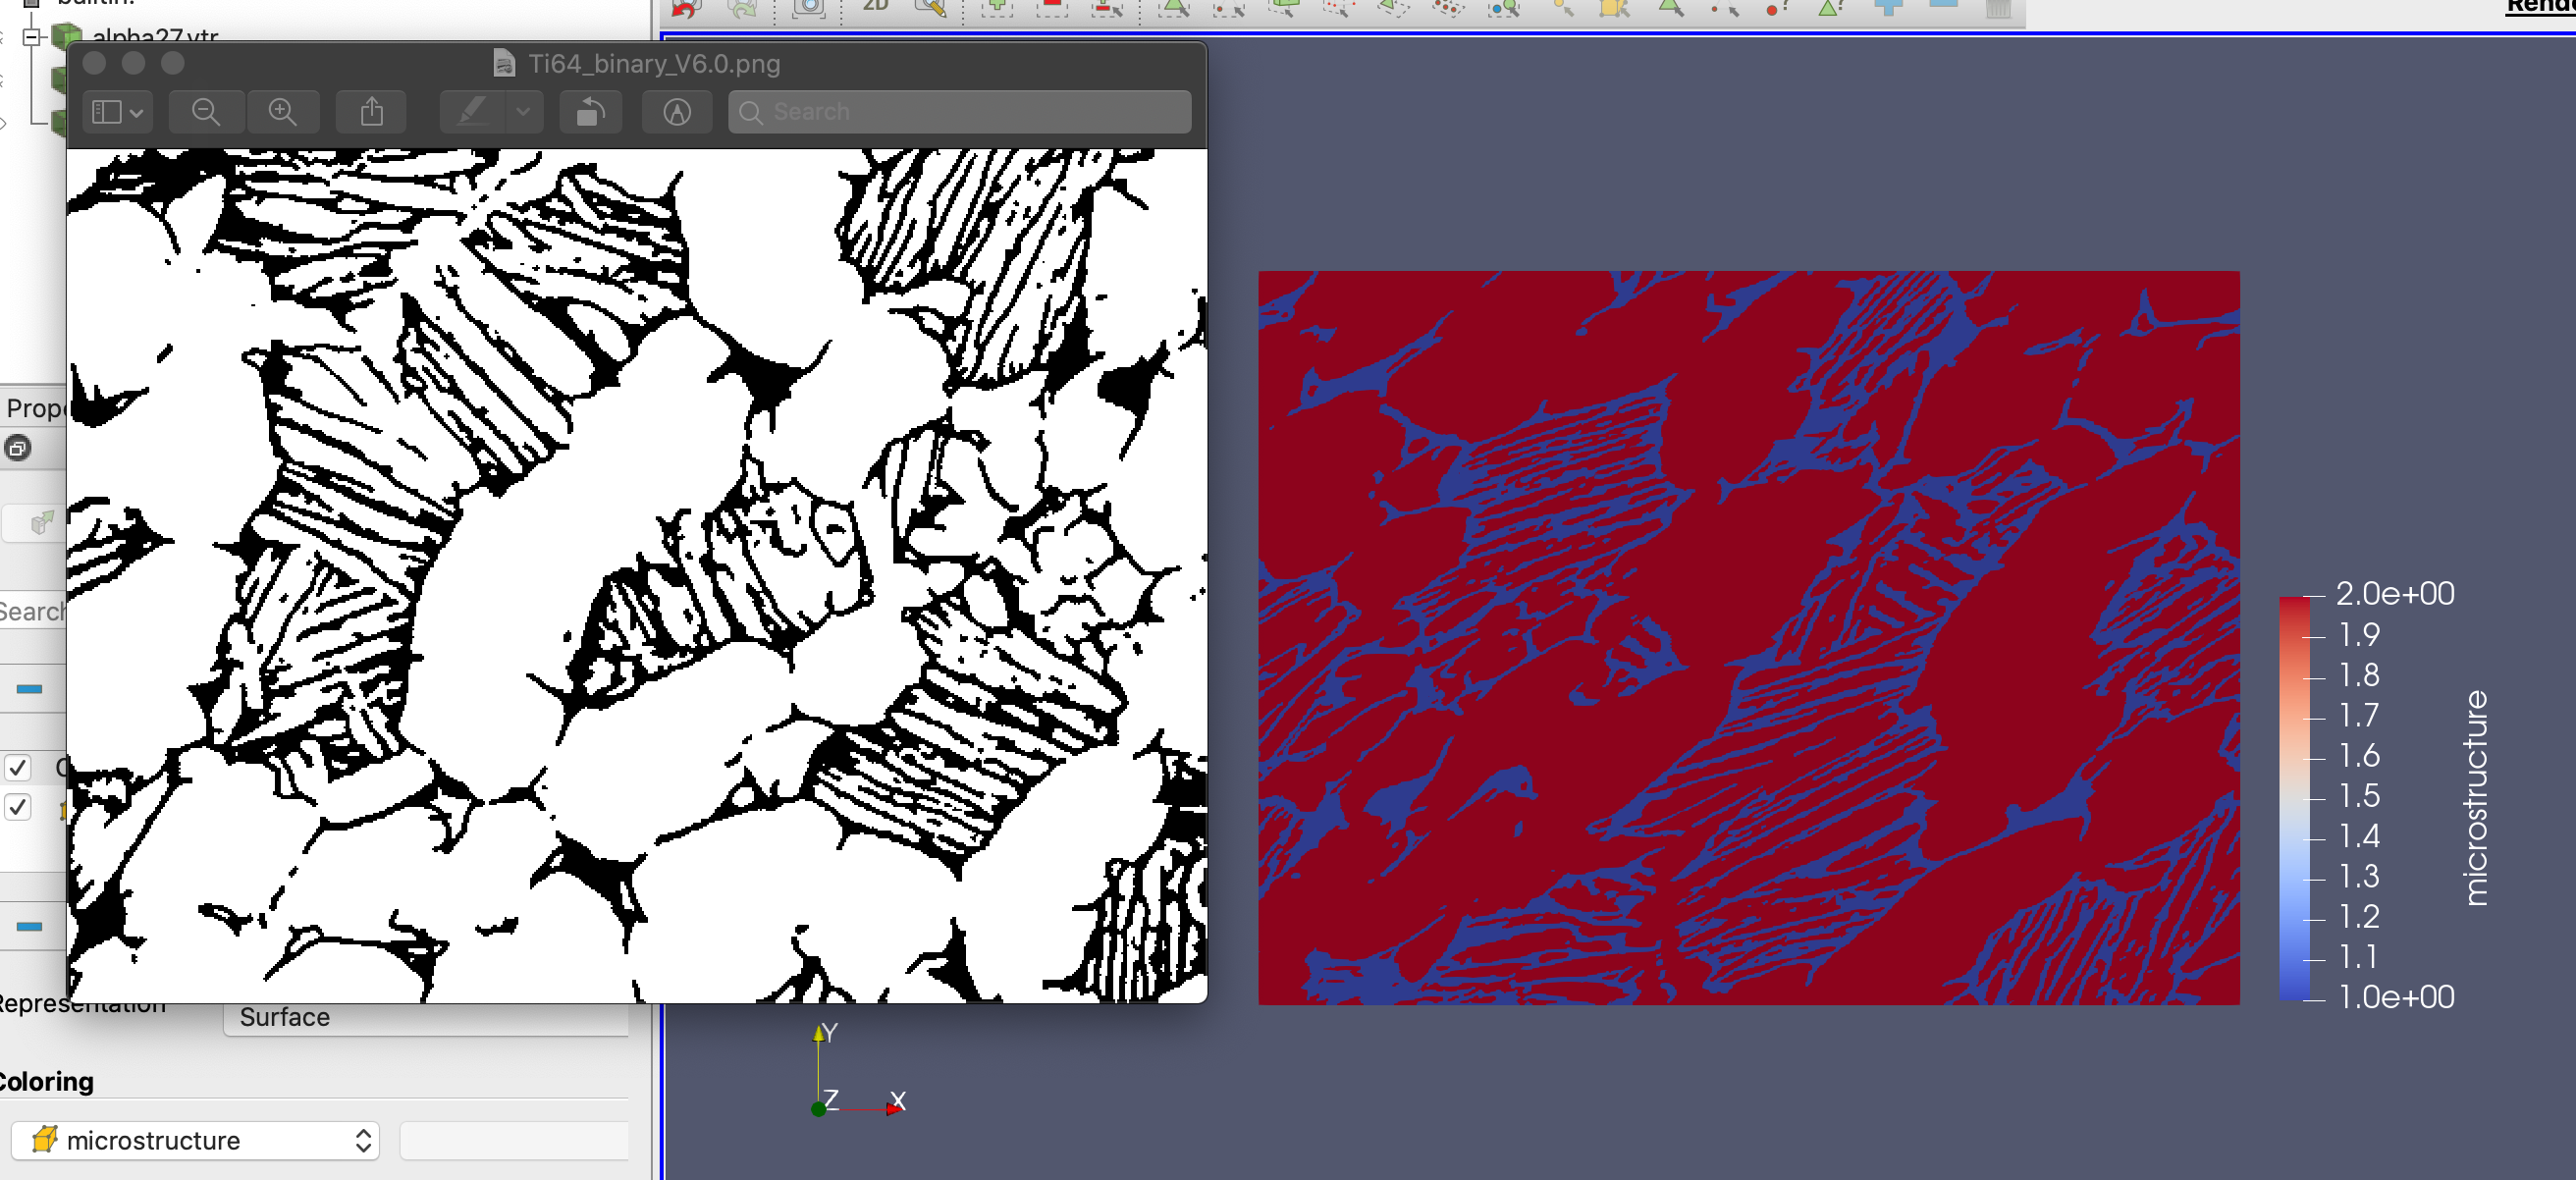 builtin:
alpha27.vtr
Ti64_binary_V6.0.png
Search
2D
Rende
Prope
Search
C
Representation
Surface
Coloring
microstructure
Y
Z
X
2.0e+00
1.9
1.8
1.7
1.6
1.5
1.4
1.3
1.2
1.1
1.0e+00
microstructure